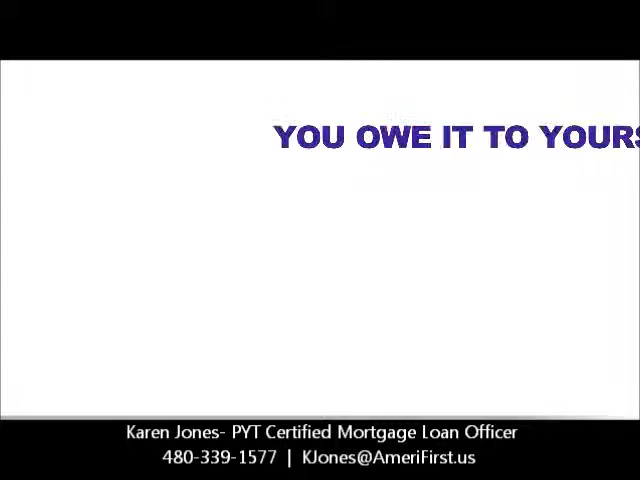 YOU OWE IT TO YOURS
Karen Jones- PYT Certified Mortgage Loan Officer
480-339-1577 | KJones@AmeriFirst.us